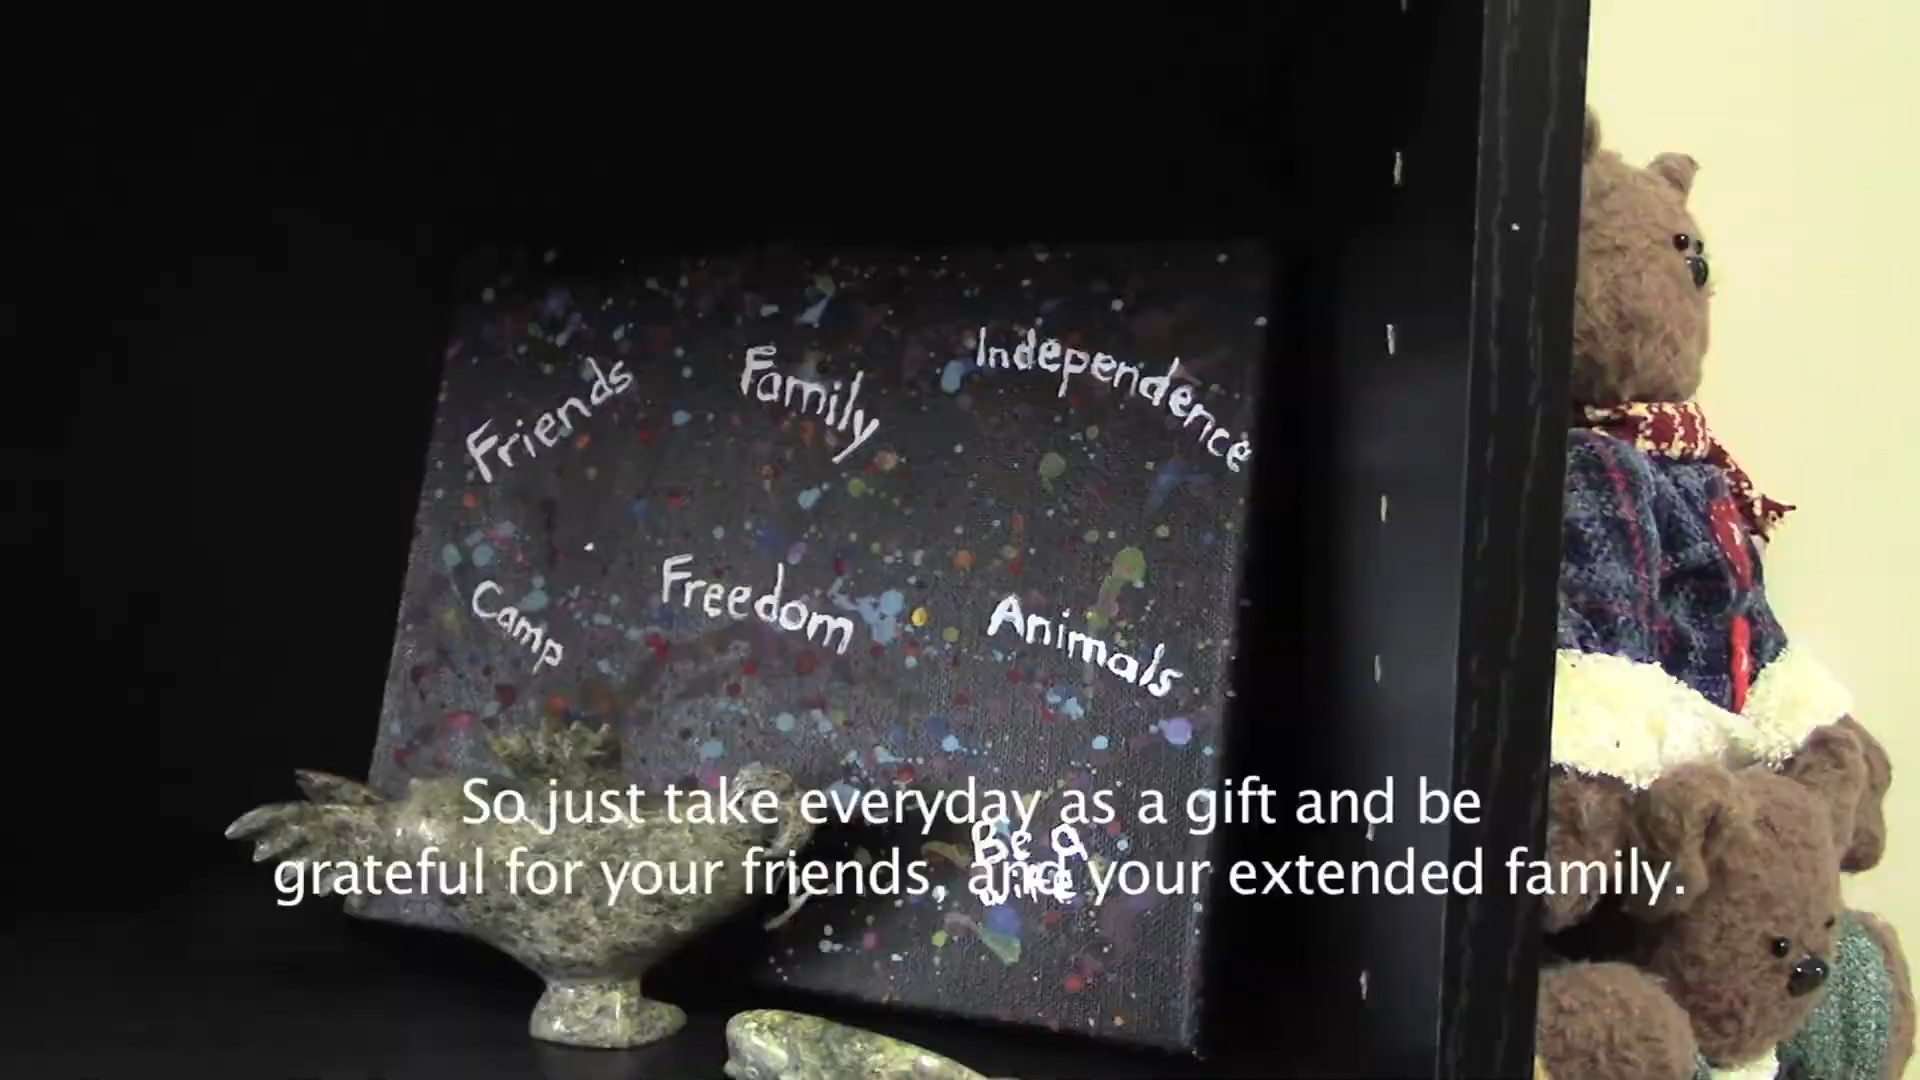 Friends
Family
Independence
Camp
Freedom
Animals
Be a
wife
So just take everyday as a gift and be
grateful for your friends, and your extended family.